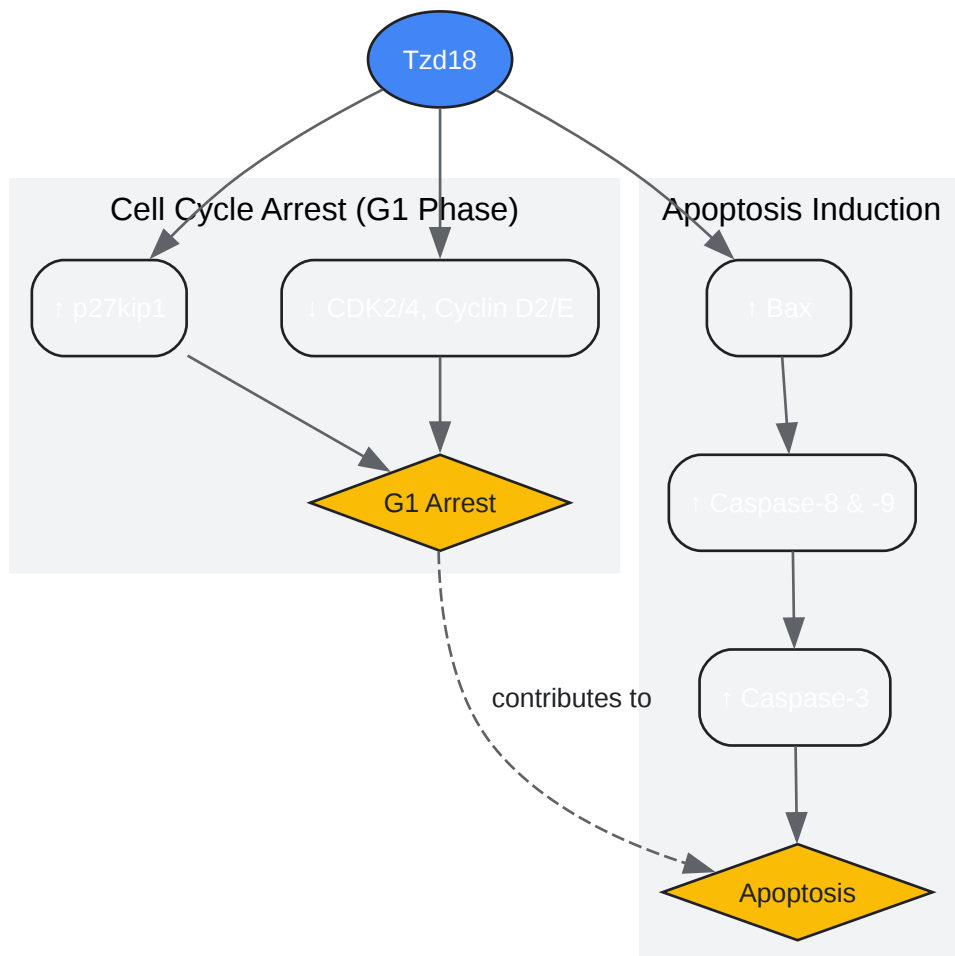 Tzd18
Cell Cycle Arrest (G1 Phase)
Apoptosis Induction
↑ p27kip1
↓ CDK2/4, Cyclin D2/E
↑ Bax
G1 Arrest
↑ Caspase-8 & -9
contributes to
↑ Caspase-3
Apoptosis